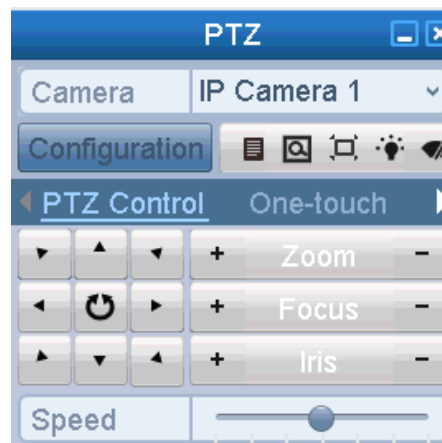 PTZ
Camera IP Camera 1
Configuration
PTZ Control One-touch
+ Zoom -
+ Focus -
+ Iris -
Speed